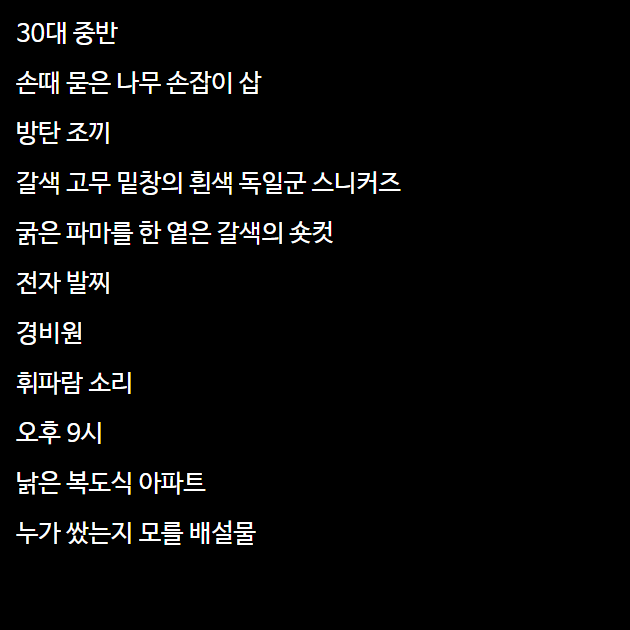 30대 중반
손때 묻은 나무 손잡이 삽
방탄 조끼
갈색 고무 밑창의 흰색 독일군 스니커즈
굵은 파마를 한 옅은 갈색의 숏컷
전자 발찌
경비원
휘파람 소리
오후 9시
낡은 복도식 아파트
누가 쌌는지 모를 배설물